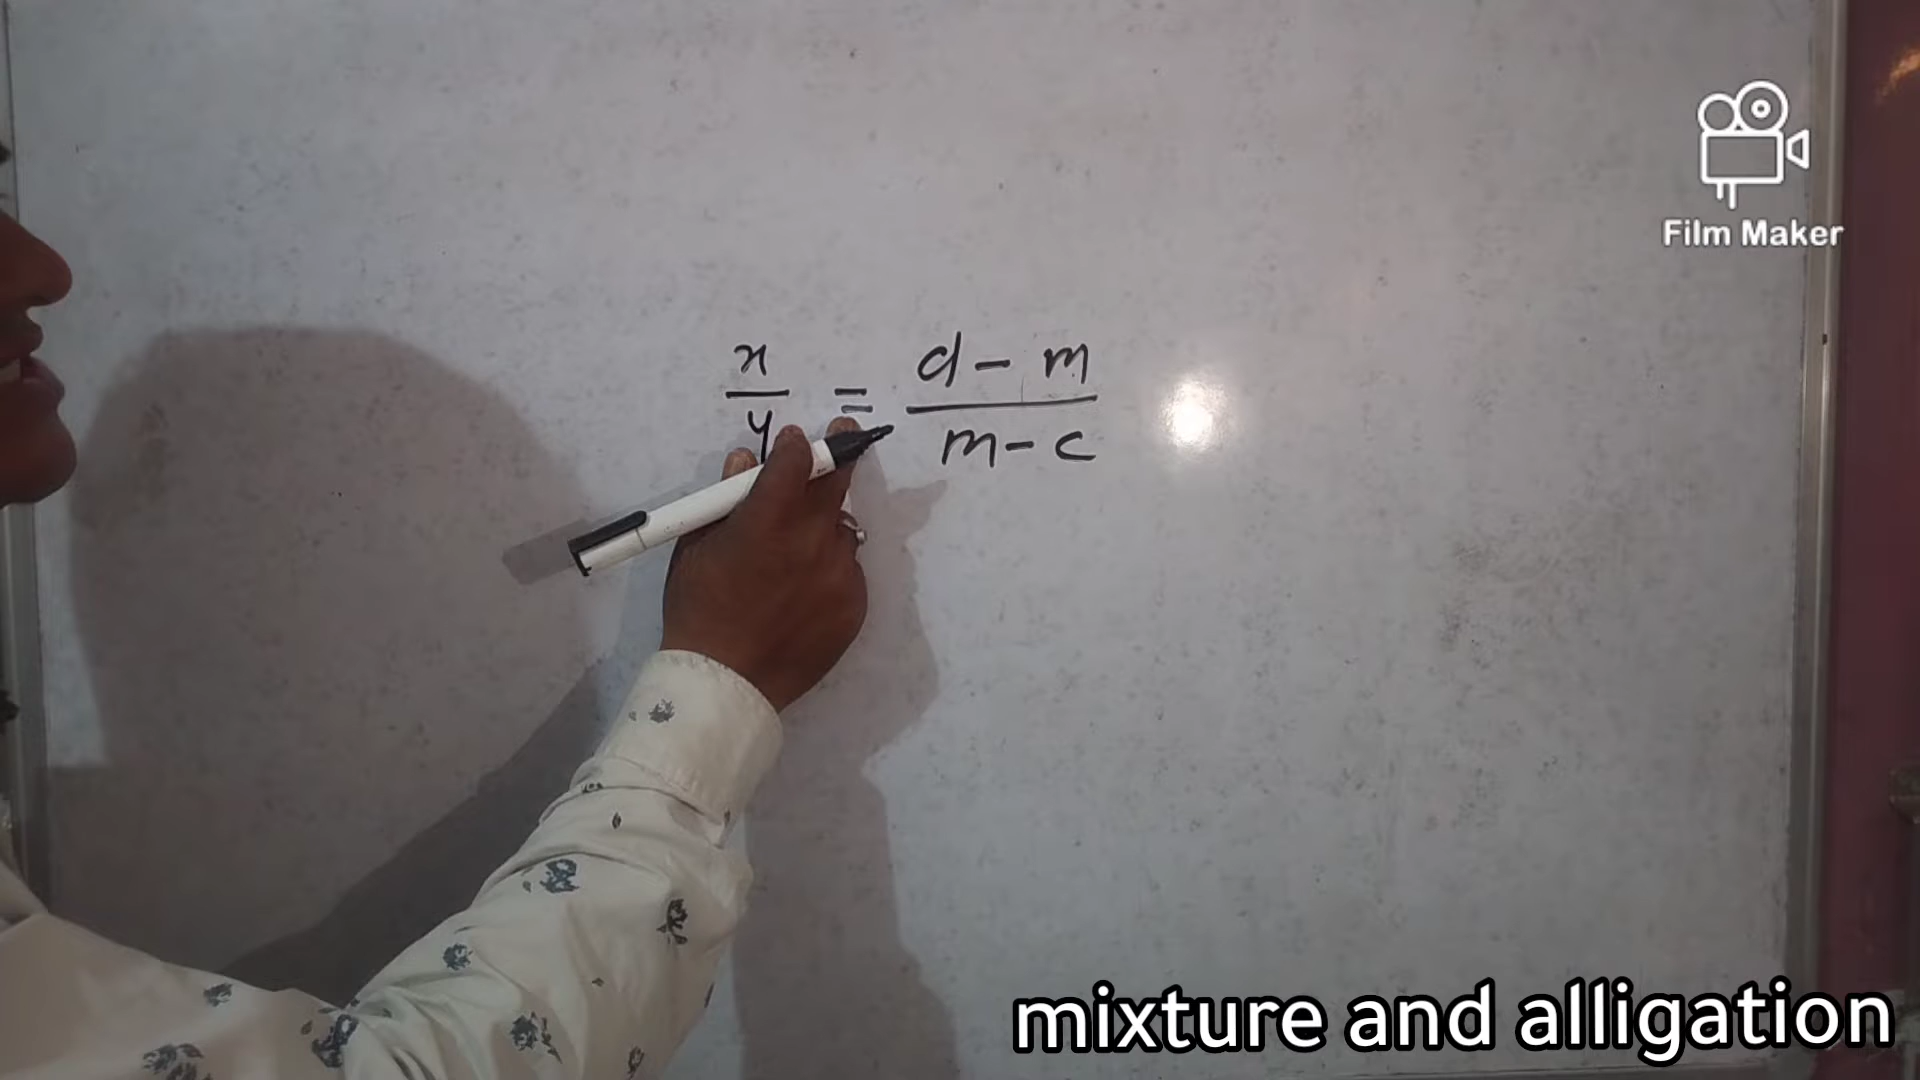 Film Maker
x/y = d - m / m - c
mixture and alligation